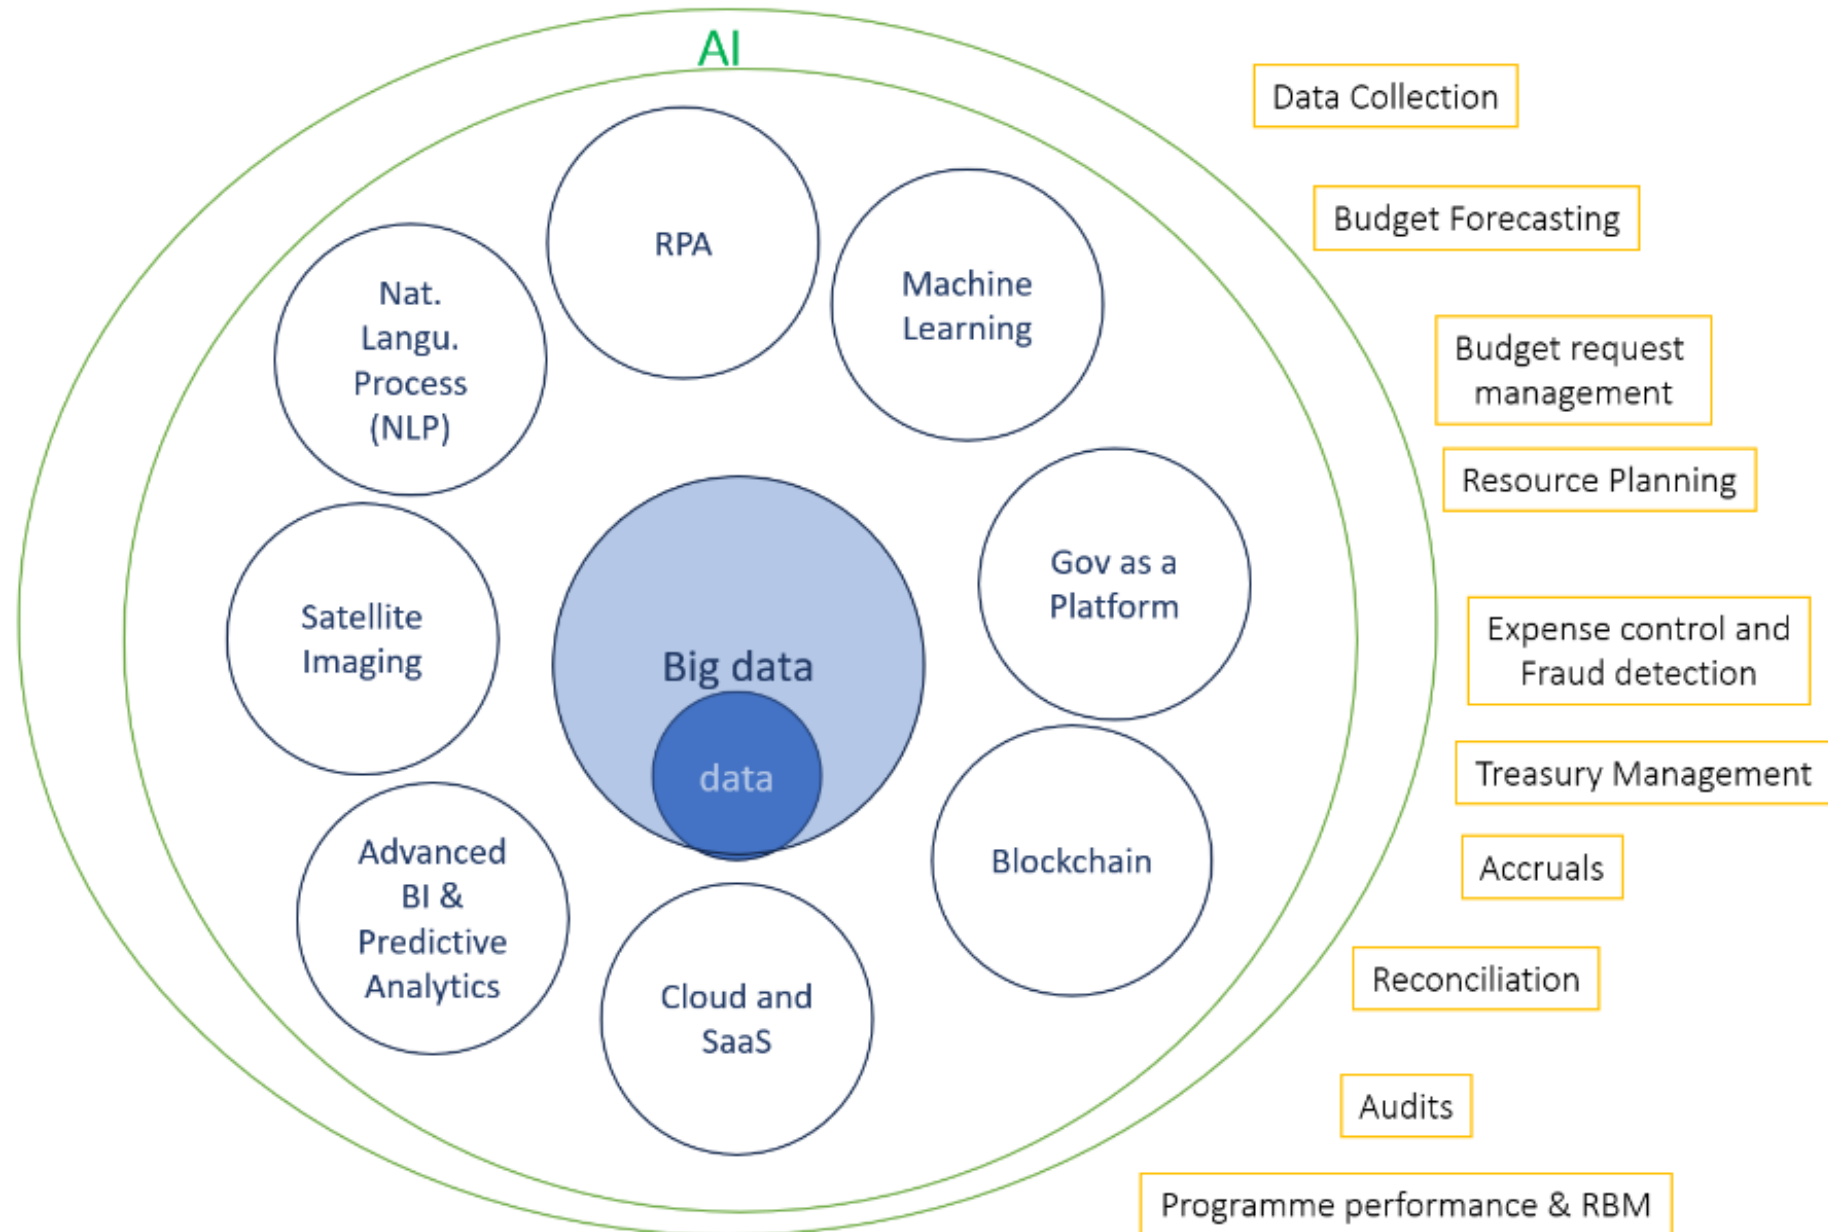 AI
RPA
Machine
Learning
Nat.
Langu.
Process
(NLP)
Gov as a
Platform
Satellite
Imaging
Big data
data
Blockchain
Advanced
BI &
Predictive
Analytics
Cloud and
SaaS
Data Collection
Budget Forecasting
Budget request
management
Resource Planning
Expense control and
Fraud detection
Treasury Management
Accruals
Reconciliation
Audits
Programme performance & RBM